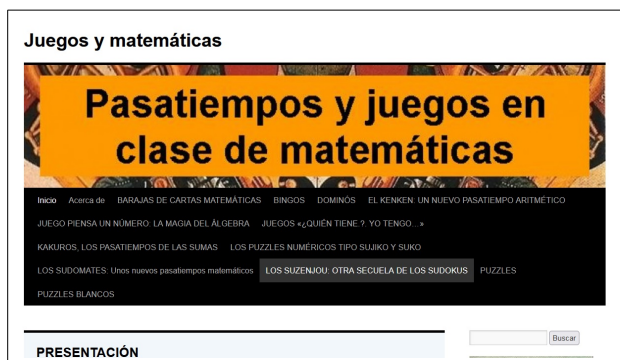 Juegos y matemáticas
Pasatiempos y juegos en
clase de matemáticas
Inicio Acerca de BARAJAS DE CARTAS MATEMÁTICAS BINGOS DOMINÓS EL KENKEN: UN NUEVO PASATIEMPO ARITMÉTICO
JUEGO PIENSA UN NÚMERO: LA MAGIA DEL ÁLGEBRA JUEGOS «¿QUIÉN TIENE.?. YO TENGO...»
KAKUROS, LOS PASATIEMPOS DE LAS SUMAS LOS PUZZLES NUMÉRICOS TIPO SUJIKO Y SUKO
LOS SUDOMATES: Unos nuevos pasatiempos matemáticos LOS SUZENJOU: OTRA SECUELA DE LOS SUDOKUS PUZZLES
PUZZLES BLANCOS
Buscar
PRESENTACIÓN